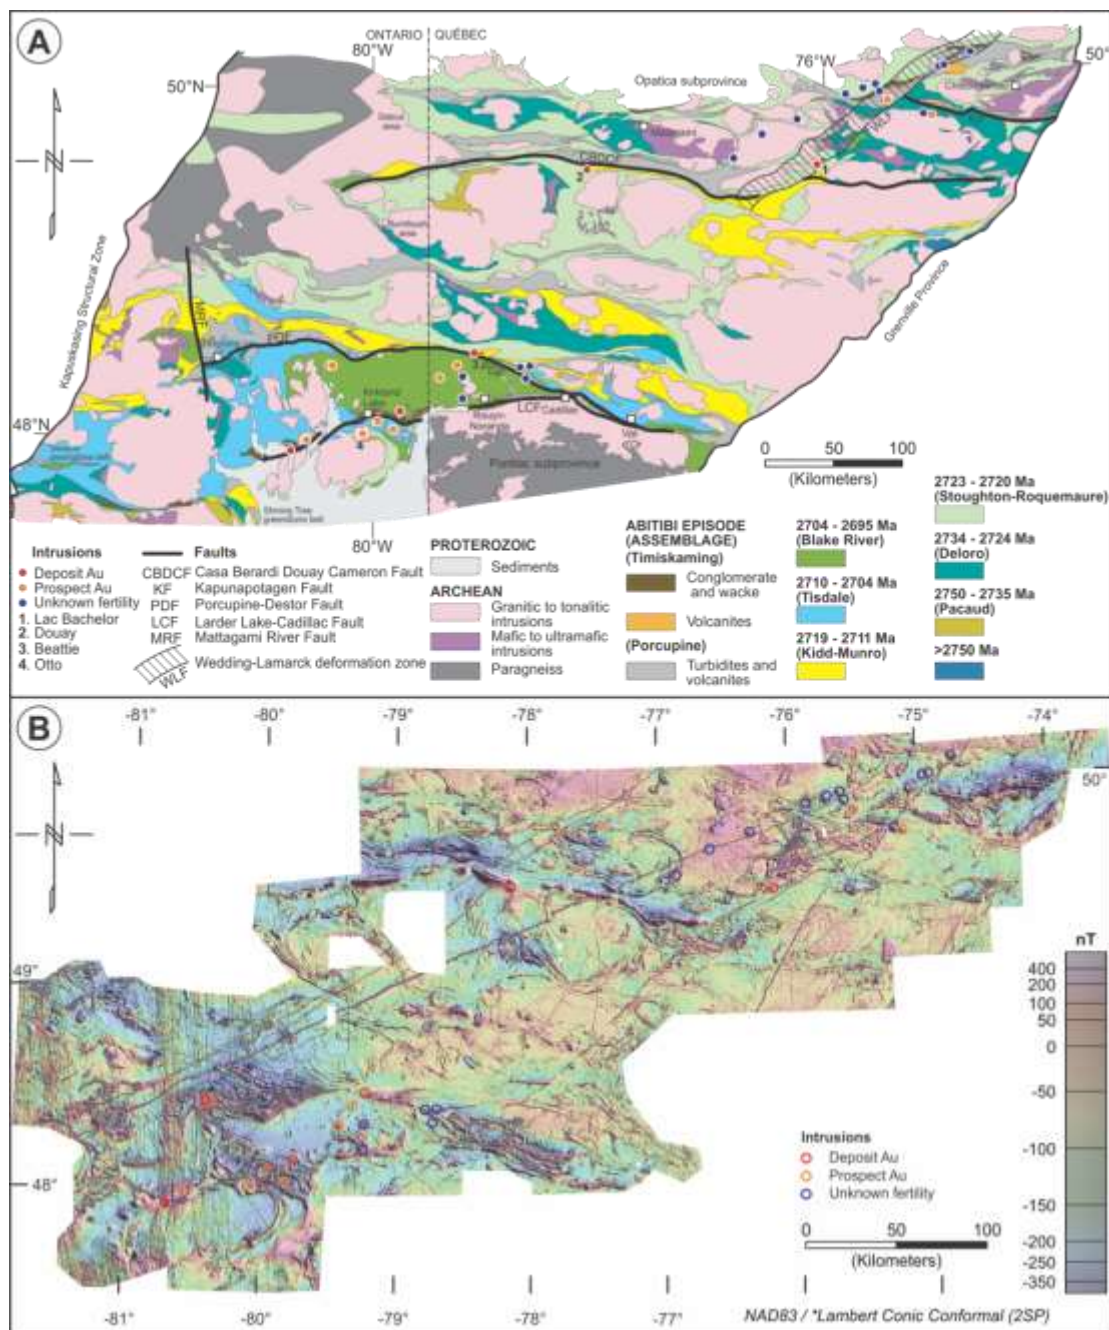 A
ONTARIO
QUÉBEC
80°W
76°W
50°N
50°
Opatica subprovince
CBDCF
WLF
Kapuskasing Structural Zone
Grenville Province
MRF
PDF
48°N
LCF
Cadillac
Rouyn
Noranda
Pontiac subprovince
80°W
0 50 100
(Kilometers)
Intrusions
Deposit Au
Prospect Au
Unknown fertility
1. Lac Bachelor
2. Douay
3. Beattie
4. Otto
Faults
CBDCF Casa Berardi Douay Cameron Fault
KF Kapunapotagen Fault
PDF Porcupine-Destor Fault
LCF Larder Lake-Cadillac Fault
MRF Mattagami River Fault
WLF Wedding-Lamarck deformation zone
PROTEROZOIC
Sediments
ARCHEAN
Granitic to tonalitic
intrusions
Mafic to ultramafic
intrusions
Paragneiss
ABITIBI EPISODE
(ASSEMBLAGE)
(Timiskaming)
Conglomerate
and wacke
Volcanites
(Porcupine)
Turbidites and
volcanites
2704 - 2695 Ma
(Blake River)
2710 - 2704 Ma
(Tisdale)
2719 - 2711 Ma
(Kidd-Munro)
2723 - 2720 Ma
(Stoughton-Roquemaure)
2734 - 2724 Ma
(Deloro)
2750 - 2735 Ma
(Pacaud)
>2750 Ma
B
-81° -80° -79° -78° -77° -76° -75° -74°
50°
49°
48°
nT
400
200
100
50
0
-50
-100
-150
-200
-250
-350
Intrusions
Deposit Au
Prospect Au
Unknown fertility
0 50 100
(Kilometers)
-81° -80° -79° -78° -77°
NAD83 / *Lambert Conic Conformal (2SP)